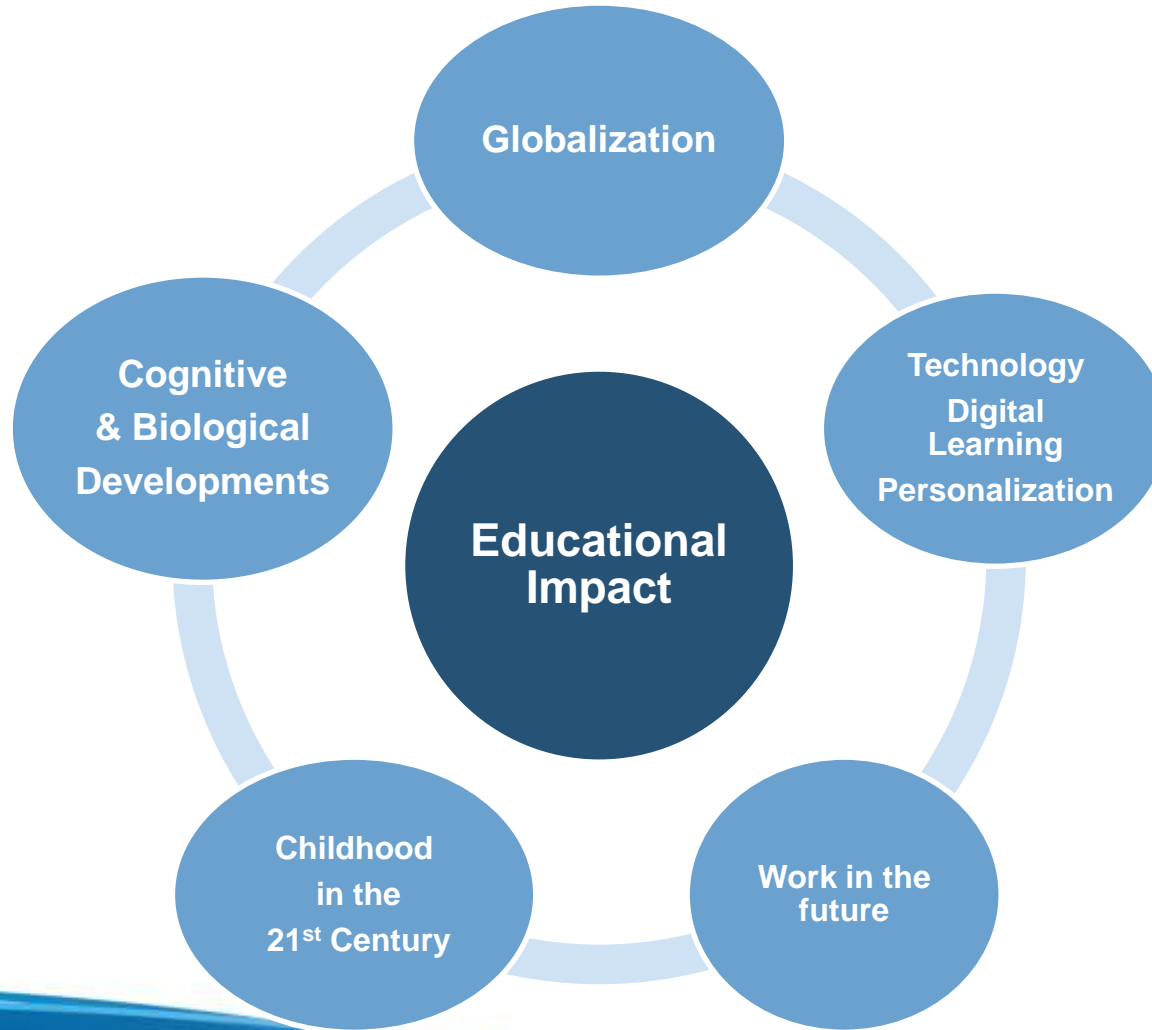 Globalization
Technology
Digital
Learning
Personalization
Work in the
future
Childhood
in the
21st Century
Cognitive
& Biological
Developments
Educational
Impact